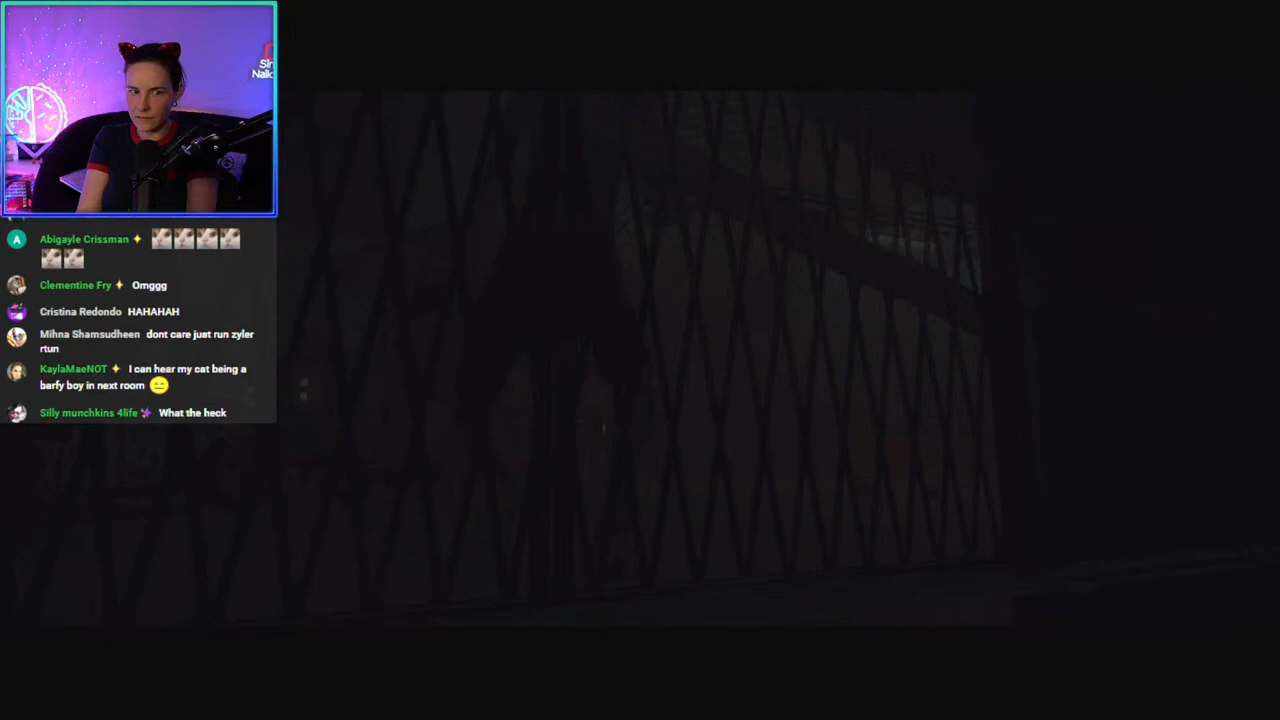 Abigayle Crissman
Clementine Fry Omggg
Cristina Redondo HAHAHAH
Mihna Shamsudheen dont care just run zyler
rtun
KaylaMaeNOT I can hear my cat being a
barfy boy in next room
Silly munchkins 4life What the heck